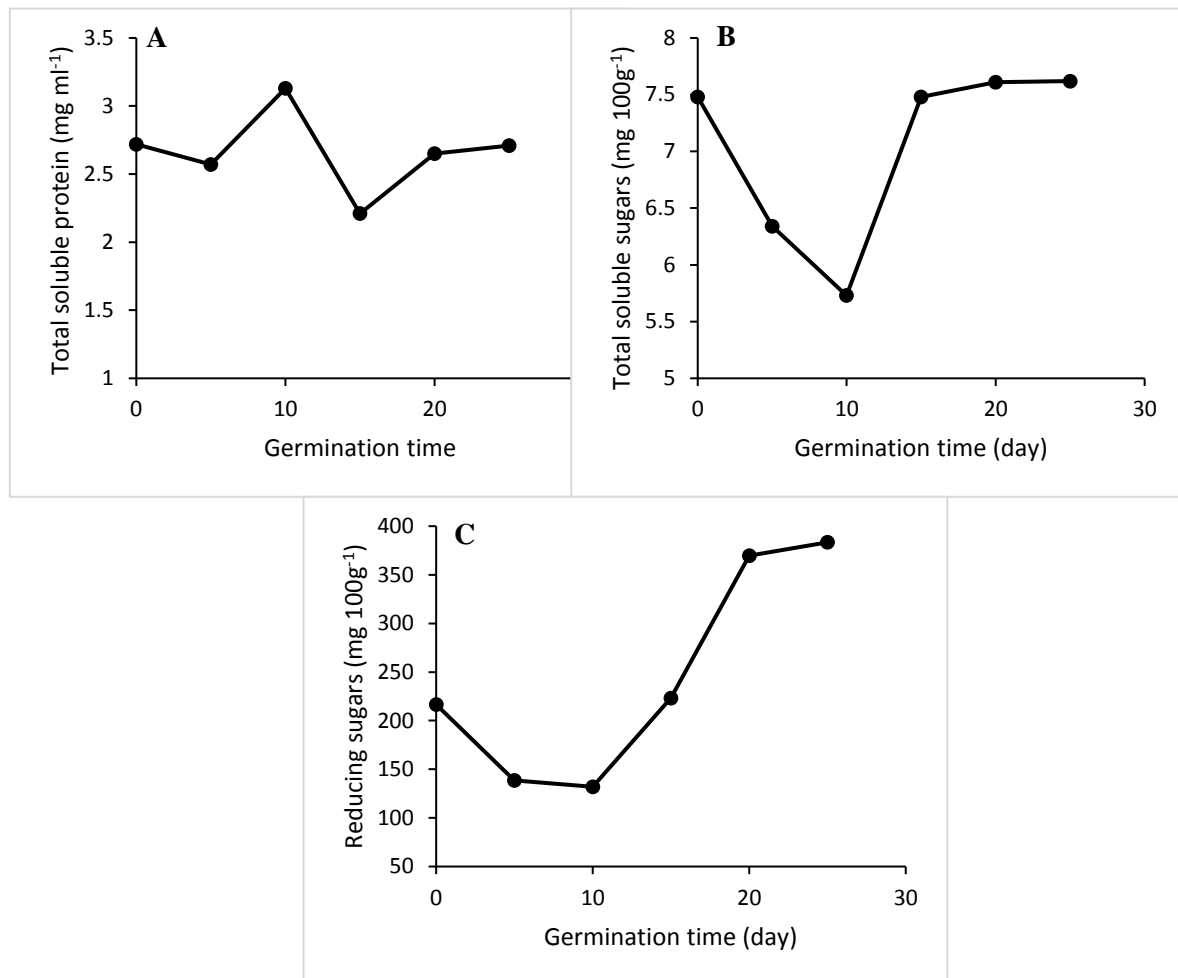 A
Total soluble protein (mg ml-1)
3.5
3
2.5
2
1.5
1
0 10 20
Germination time
B
Total soluble sugars (mg 100g-1)
8
7.5
7
6.5
6
5.5
5
0 10 20 30
Germination time (day)
C
Reducing sugars (mg 100g-1)
400
350
300
250
200
150
100
50
0 10 20 30
Germination time (day)